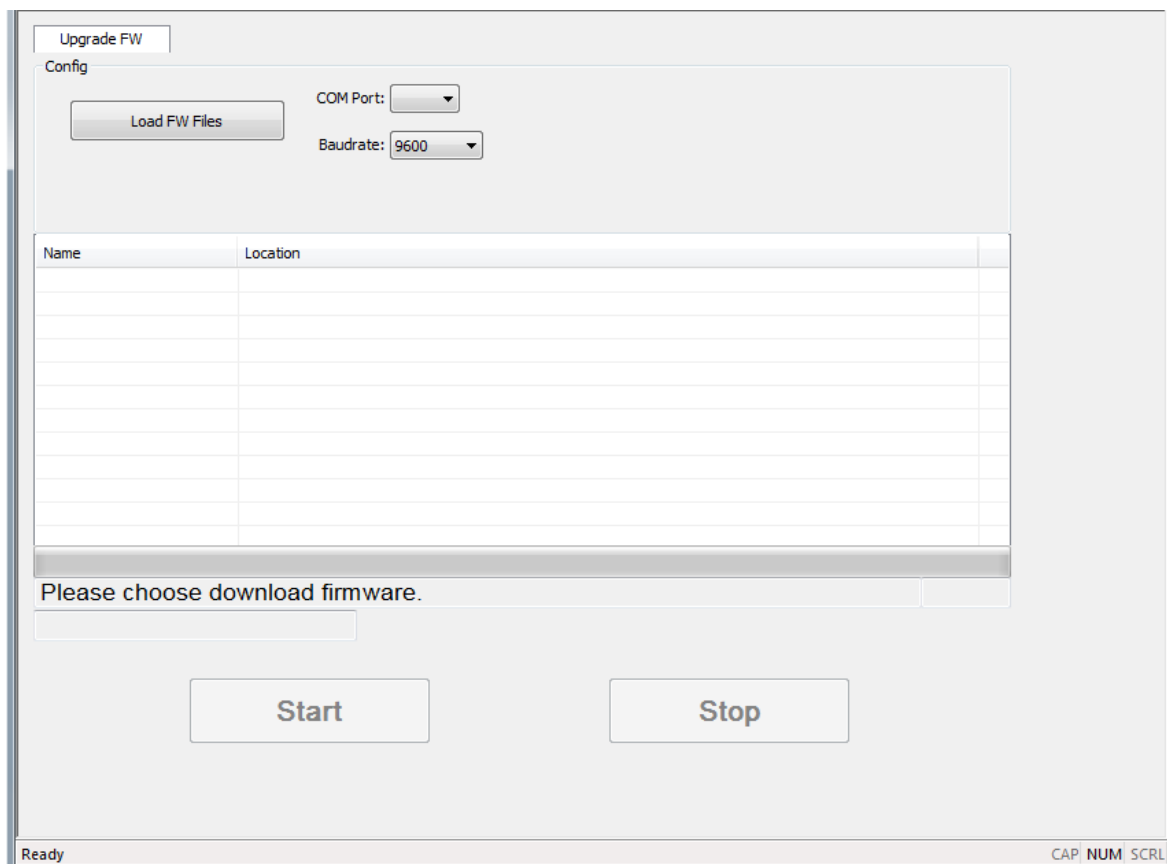 Upgrade FW
Config
Load FW Files
COM Port:
Baudrate: 9600
Name Location
Please choose download firmware.
Start Stop
Ready CAP NUM SCRL